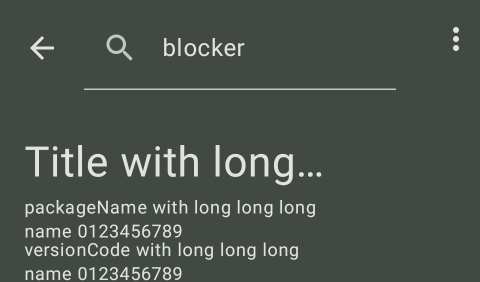 blocker
Title with long…
packageName with long long long
name 0123456789
versionCode with long long long
name 0123456789